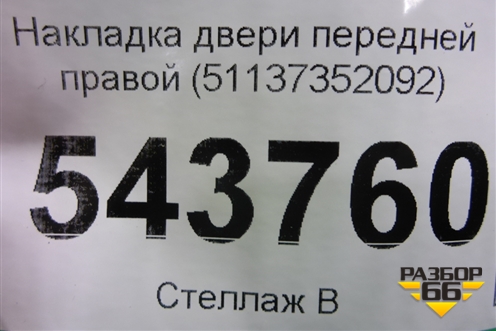 Накладка двери передней
правой (51137352092)
543760
Стеллаж В
РАЗБОР
66